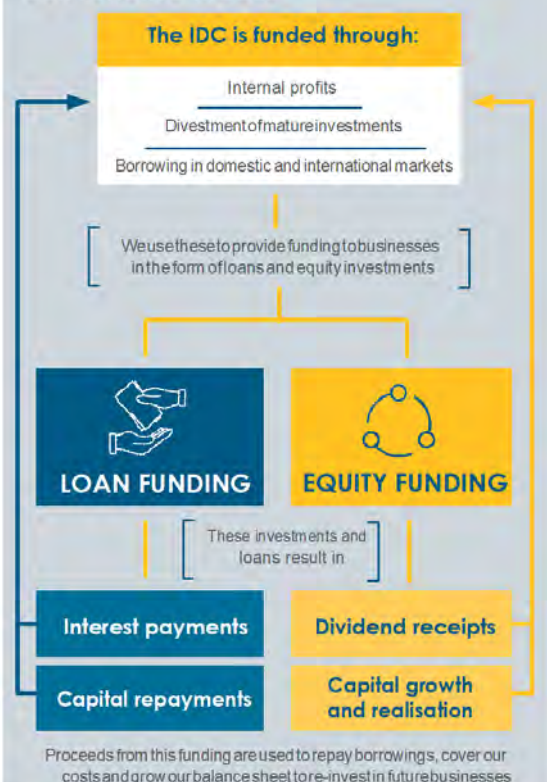 The IDC is funded through:
Internal profits
Divestment of mature investments
Borrowing in domestic and international markets
We use these to provide funding to businesses
in the form of loans and equity investments
LOAN FUNDING
EQUITY FUNDING
These investments and
loans result in
Interest payments
Dividend receipts
Capital repayments
Capital growth
and realisation
Proceeds from this funding are used to repay borrowings, cover our
costs and grow our balance sheet to re-invest in future businesses